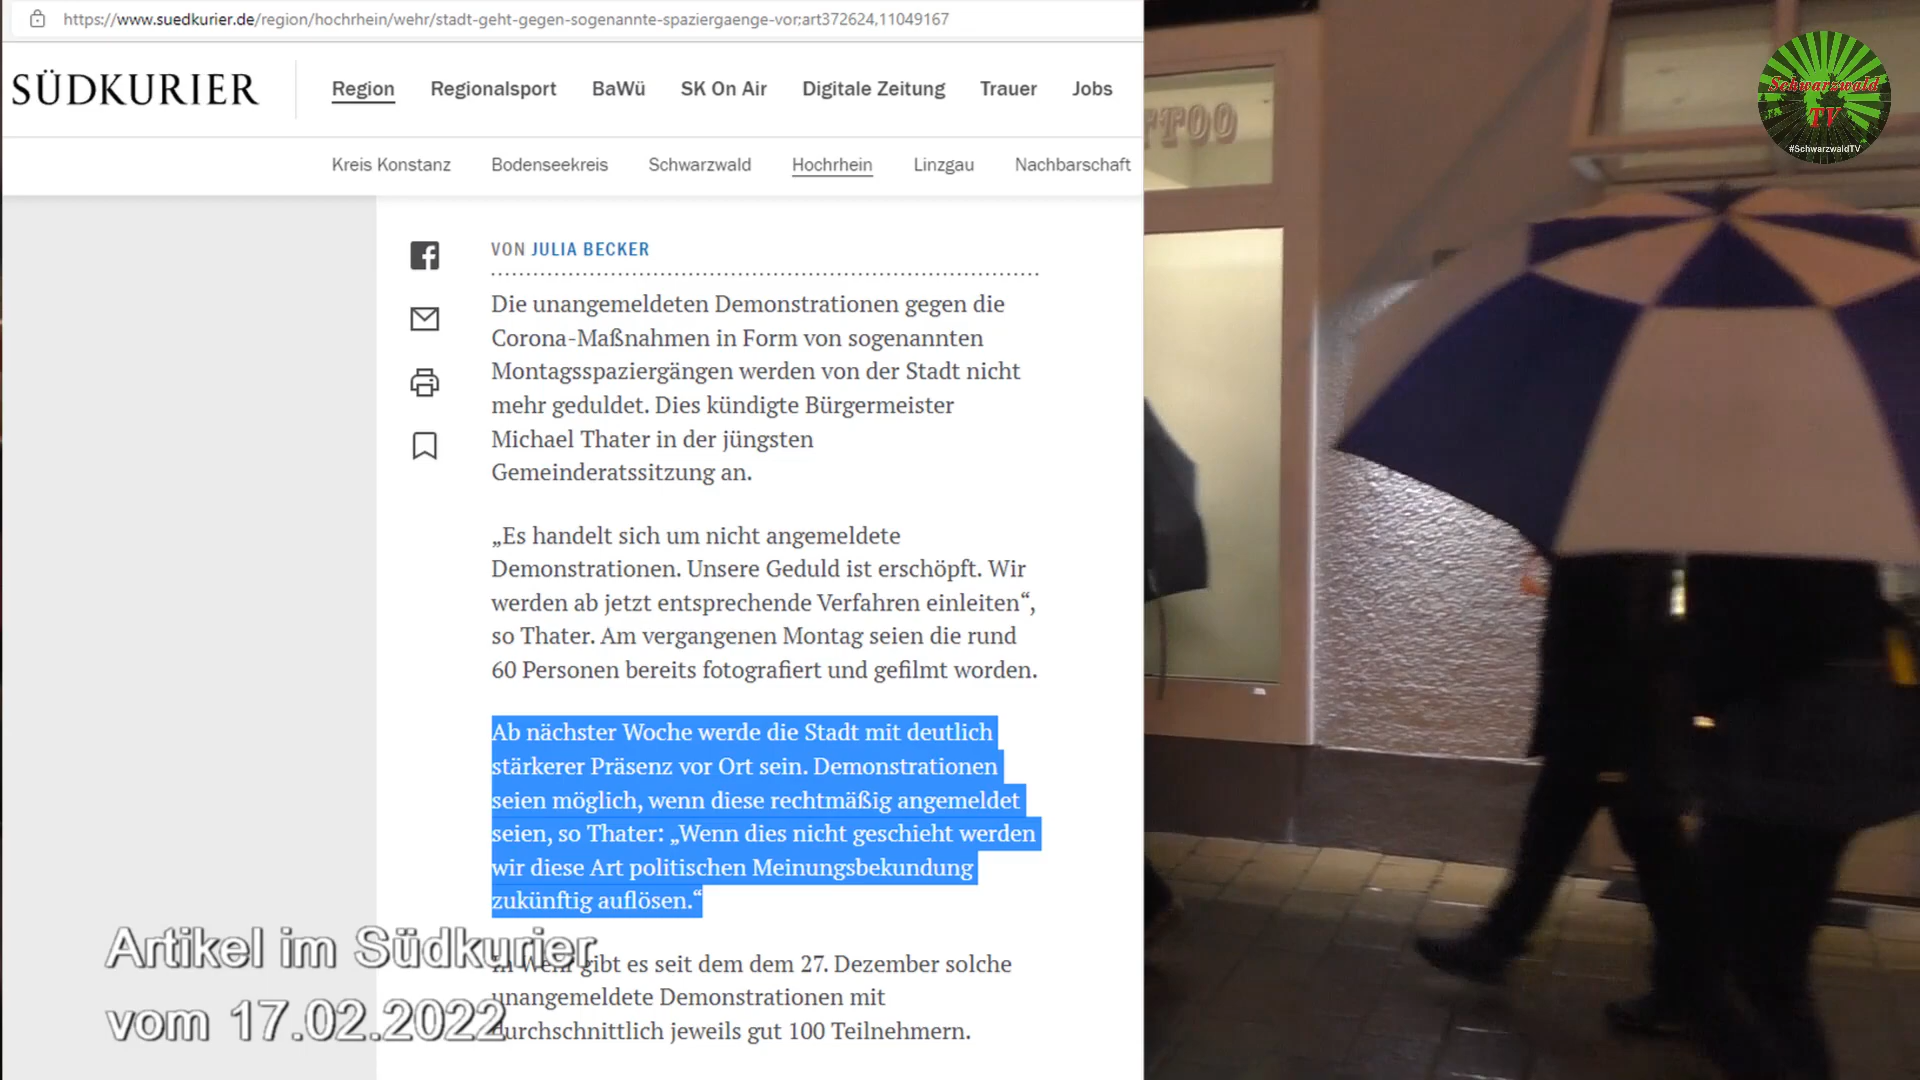 https://www.suedkurier.de/region/hochrhein/wehr/stadt-geht-gegen-sogenannte-spaziergaenge-vor;art372624,11049167
SÜDKURIER
Region
Regionalsport
BaWü
SK On Air
Digitale Zeitung
Trauer
Jobs
Kreis Konstanz
Bodenseekreis
Schwarzwald
Hochrhein
Linzgau
Nachbarschaft
VON JULIA BECKER
Die unangemeldeten Demonstrationen gegen die
Corona-Maßnahmen in Form von sogenannten
Montagsspaziergängen werden von der Stadt nicht
mehr geduldet. Dies kündigte Bürgermeister
Michael Thater in der jüngsten
Gemeinderatssitzung an.
„Es handelt sich um nicht angemeldete
Demonstrationen. Unsere Geduld ist erschöpft. Wir
werden ab jetzt entsprechende Verfahren einleiten“,
so Thater. Am vergangenen Montag seien die rund
60 Personen bereits fotografiert und gefilmt worden.
Ab nächster Woche werde die Stadt mit deutlich
stärkerer Präsenz vor Ort sein. Demonstrationen
seien möglich, wenn diese rechtmäßig angemeldet
seien, so Thater: „Wenn dies nicht geschieht werden
wir diese Art politischen Meinungsbekundung
zukünftig auflösen.“
In Wehr gibt es seit dem dem 27. Dezember solche
unangemeldete Demonstrationen mit
durchschnittlich jeweils gut 100 Teilnehmern.
Artikel im Südkurier
vom 17.02.2022
TTOO
Schwarzwald
TV
#SchwarzwaldTV